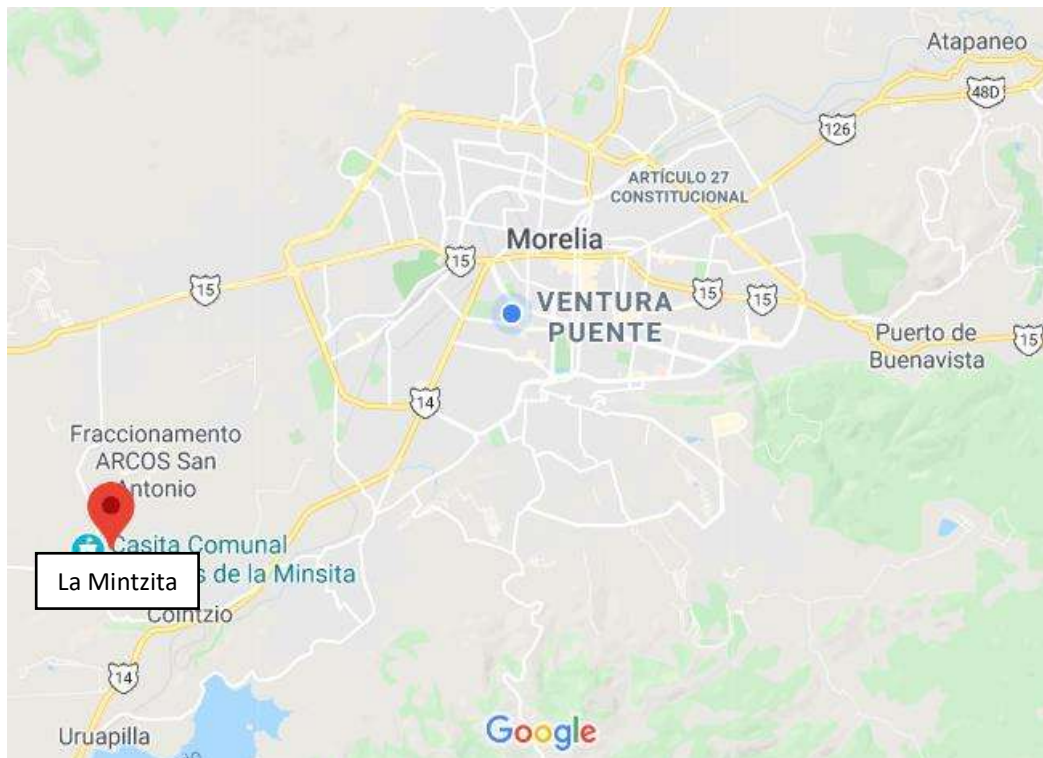 Atapaneo
48D
126
ARTÍCULO 27
CONSTITUCIONAL
Morelia
15
15
VENTURA
PUENTE
15
15
Puerto de
Buenavista
15
14
Fraccionamento
ARCOS San
Antonio
Casita Comunal
s de la Minsita
La Mintzita
Cointzio
14
Uruapilla
Google